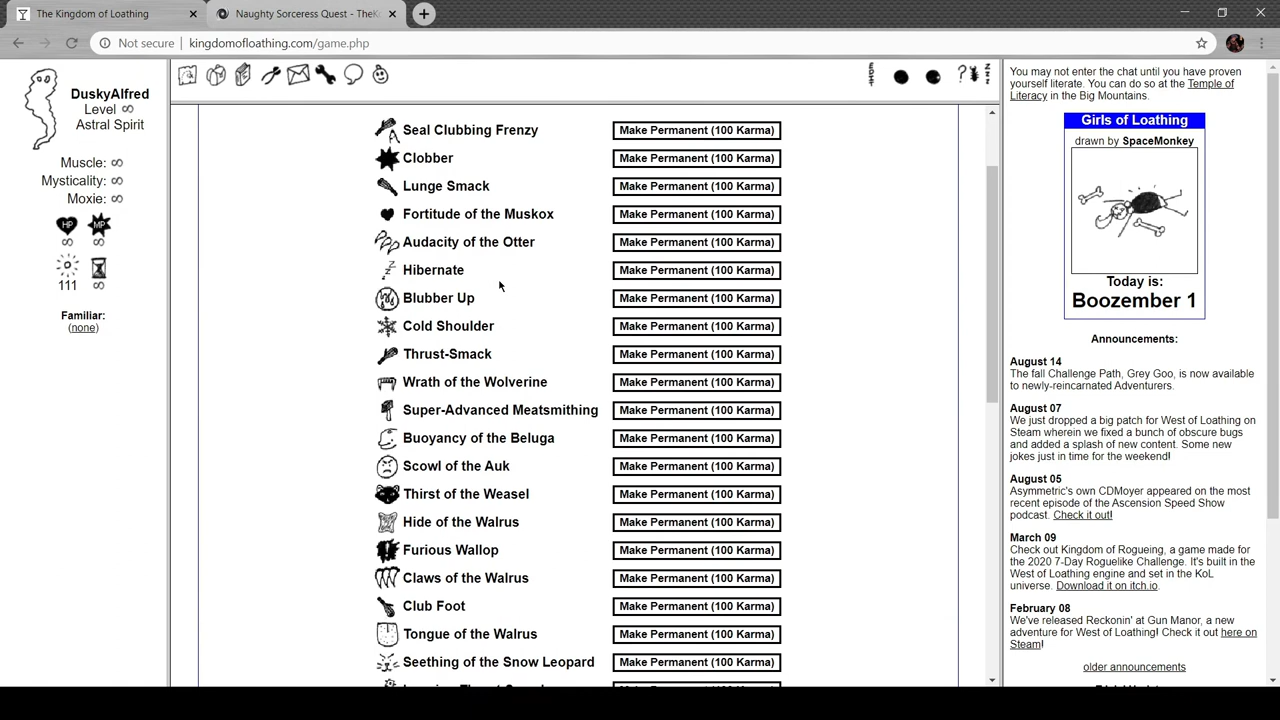 The Kingdom of Loathing
Naughty Sorceress Quest - TheK
Not secure | kingdomofloathing.com/game.php
DuskyAlfred
Level ∞
Astral Spirit
Muscle: ∞
Mysticality: ∞
Moxie: ∞
HP
MP
∞
∞
111
∞
Familiar:
(none)
Seal Clubbing Frenzy Make Permanent (100 Karma)
Clobber Make Permanent (100 Karma)
Lunge Smack Make Permanent (100 Karma)
Fortitude of the Muskox Make Permanent (100 Karma)
Audacity of the Otter Make Permanent (100 Karma)
Hibernate Make Permanent (100 Karma)
Blubber Up Make Permanent (100 Karma)
Cold Shoulder Make Permanent (100 Karma)
Thrust-Smack Make Permanent (100 Karma)
Wrath of the Wolverine Make Permanent (100 Karma)
Super-Advanced Meatsmithing Make Permanent (100 Karma)
Buoyancy of the Beluga Make Permanent (100 Karma)
Scowl of the Auk Make Permanent (100 Karma)
Thirst of the Weasel Make Permanent (100 Karma)
Hide of the Walrus Make Permanent (100 Karma)
Furious Wallop Make Permanent (100 Karma)
Claws of the Walrus Make Permanent (100 Karma)
Club Foot Make Permanent (100 Karma)
Tongue of the Walrus Make Permanent (100 Karma)
Seething of the Snow Leopard Make Permanent (100 Karma)
You may not enter the chat until you have proven
yourself literate. You can do so at the Temple of
Literacy in the Big Mountains.
Girls of Loathing
drawn by SpaceMonkey
Today is:
Boozember 1
Announcements:
August 14
The fall Challenge Path, Grey Goo, is now available
to newly-reincarnated Adventurers.
August 07
We just dropped a big patch for West of Loathing on
Steam wherein we fixed a bunch of obscure bugs
and added a splash of new content. Some new
jokes just in time for the weekend!
August 05
Asymmetric's own CDMoyer appeared on the most
recent episode of the Ascension Speed Show
podcast. Check it out!
March 09
Check out Kingdom of Rogueing, a game made for
the 2020 7-Day Roguelike Challenge. It's built in the
West of Loathing engine and set in the KoL
universe. Download it on itch.io.
February 08
We've released Reckonin' at Gun Manor, a new
adventure for West of Loathing! Check it out here on
Steam!
older announcements